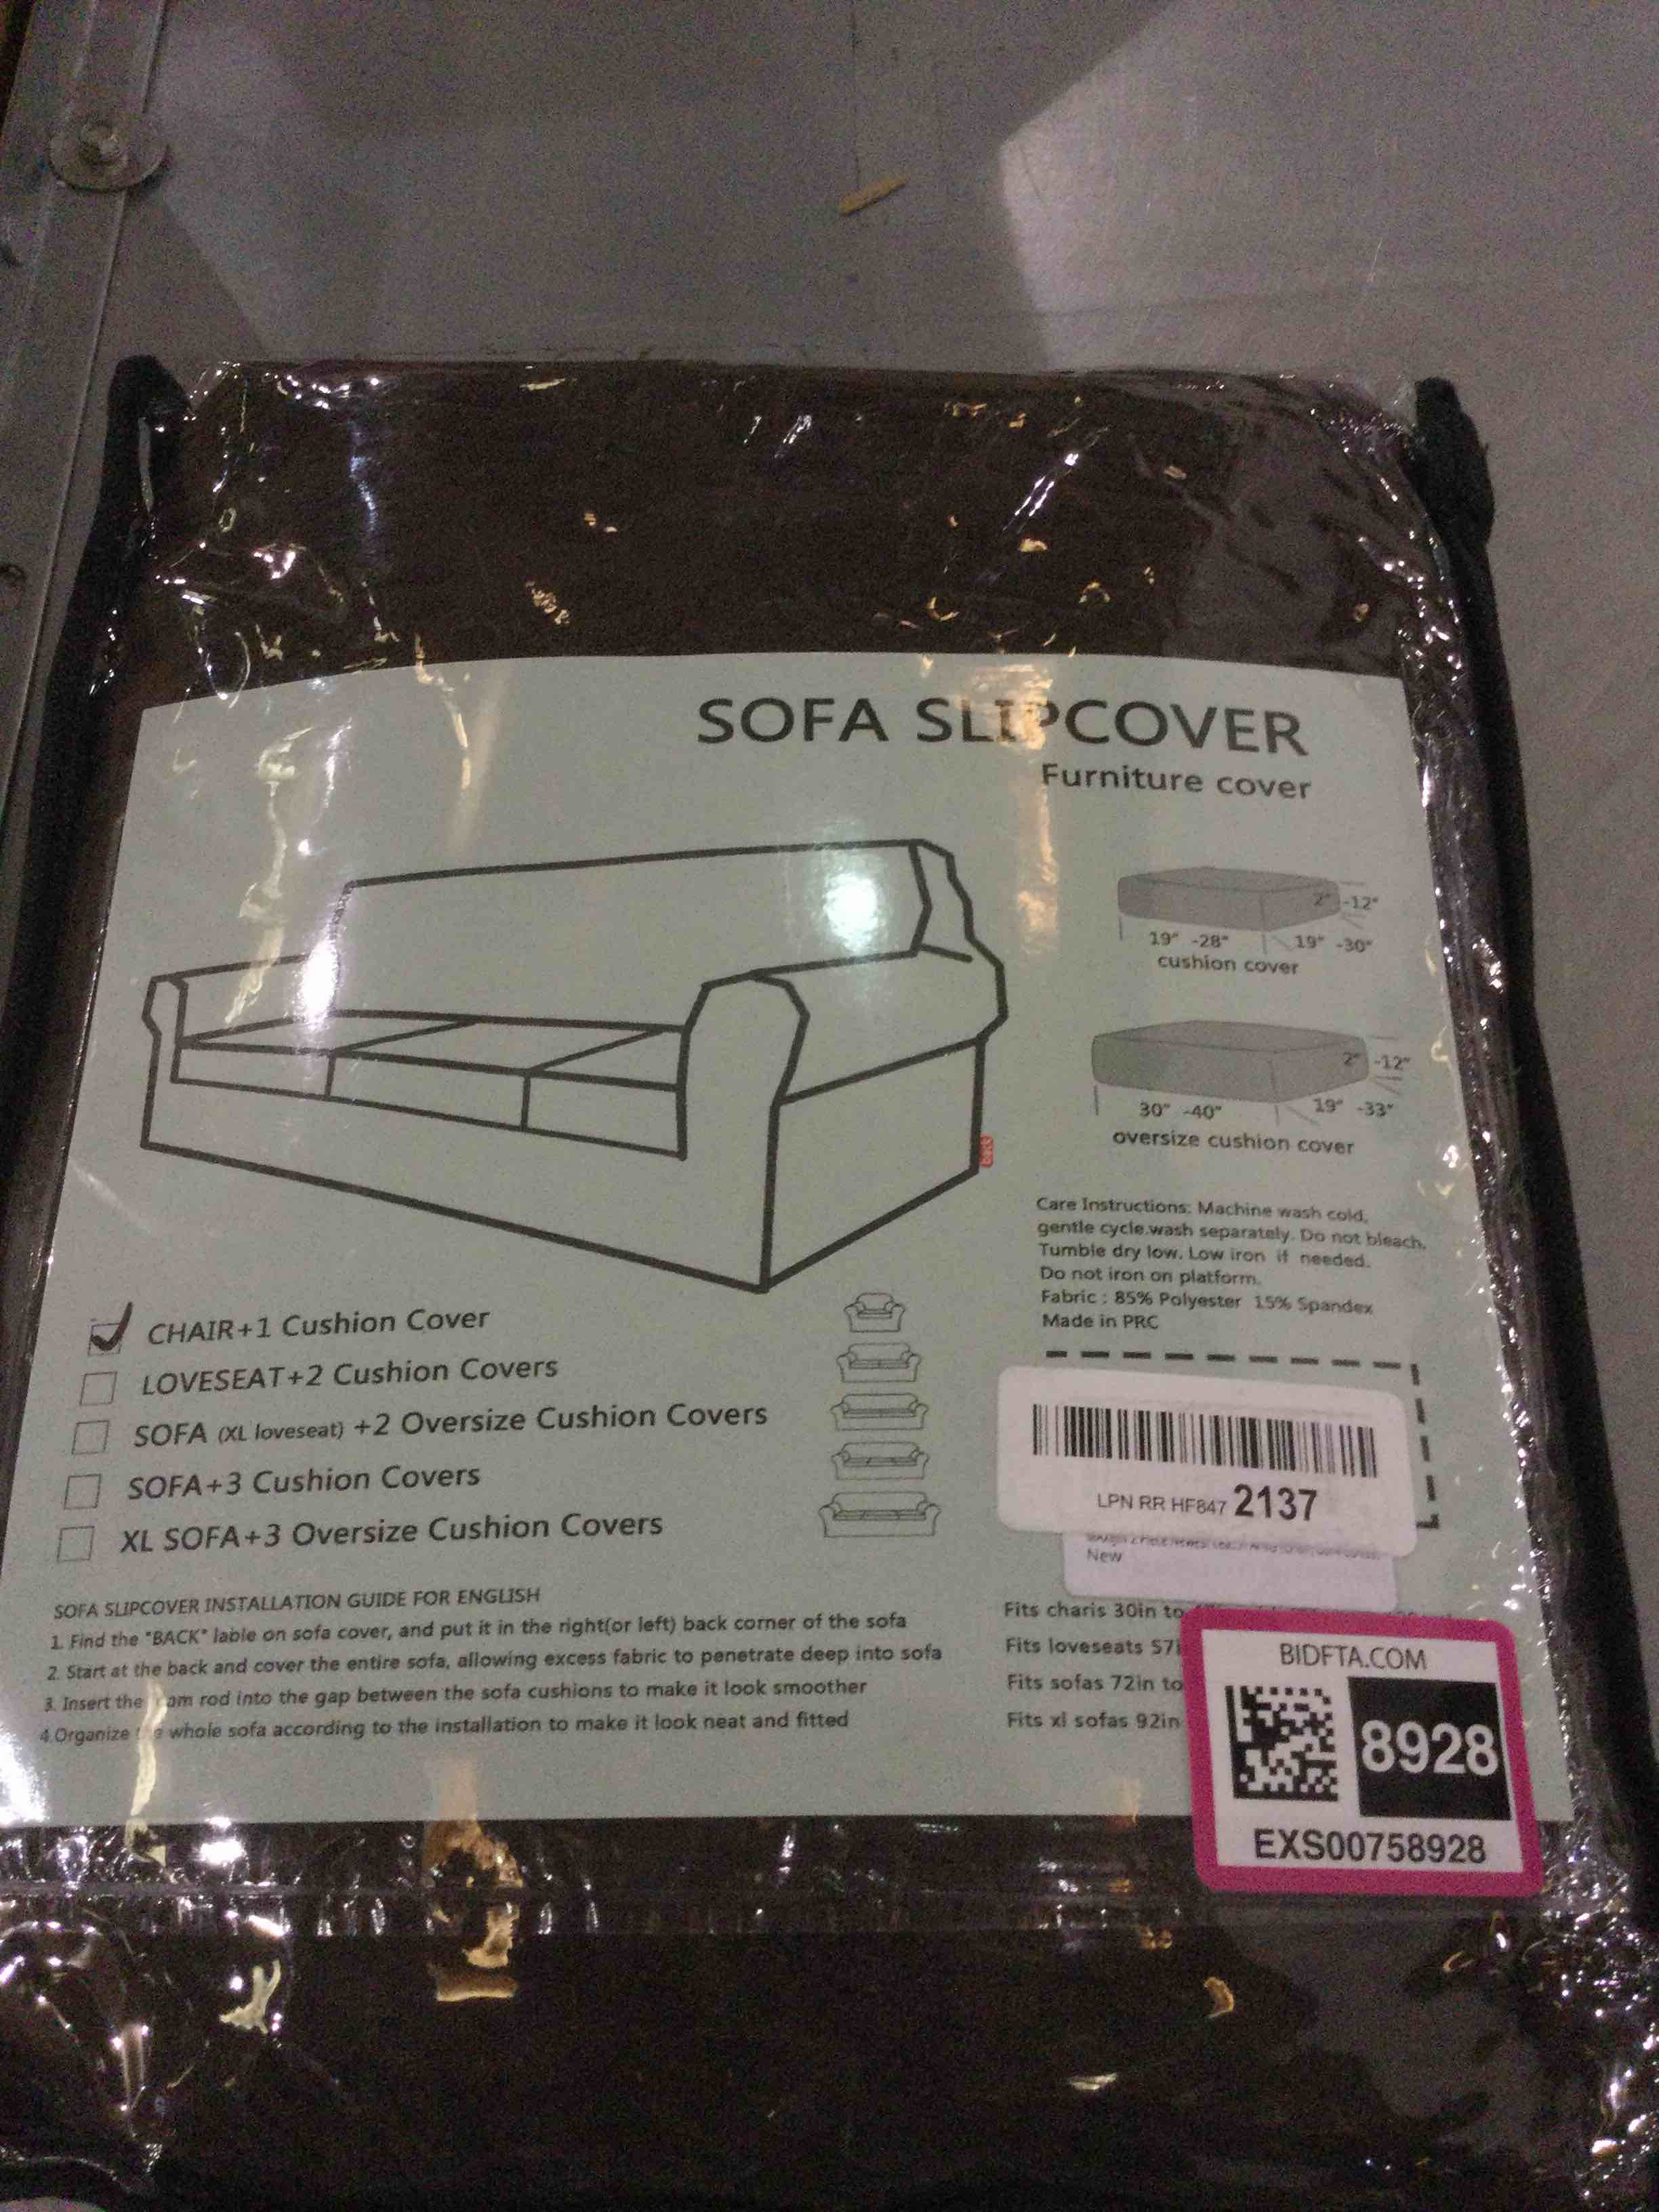 SOFA SLIPCOVER
Furniture cover
2" -12"
19" -28" 19" -30"
cushion cover
2" -12"
30" -40" 19" -33"
oversize cushion cover
back
Care Instructions: Machine wash cold,
gentle cycle.wash separately. Do not bleach.
Tumble dry low. Low iron if needed.
Do not iron on platform.
Fabric : 85% Polyester 15% Spandex
Made in PRC
CHAIR+1 Cushion Cover
LOVESEAT+2 Cushion Covers
SOFA (XL loveseat) +2 Oversize Cushion Covers
SOFA+3 Cushion Covers
XL SOFA+3 Oversize Cushion Covers
LPN RR HF847 2137
New
SOFA SLIPCOVER INSTALLATION GUIDE FOR ENGLISH
1. Find the "BACK" lable on sofa cover, and put it in the right(or left) back corner of the sofa
2. Start at the back and cover the entire sofa, allowing excess fabric to penetrate deep into sofa
3. Insert the rod into the gap between the sofa cushions to make it look smoother
4.Organize whole sofa according to the installation to make it look neat and fitted
Fits charis 30in to
Fits loveseats
Fits sofas 72in to
Fits xl sofas 92in
BIDFTA.COM
8928
EXS00758928